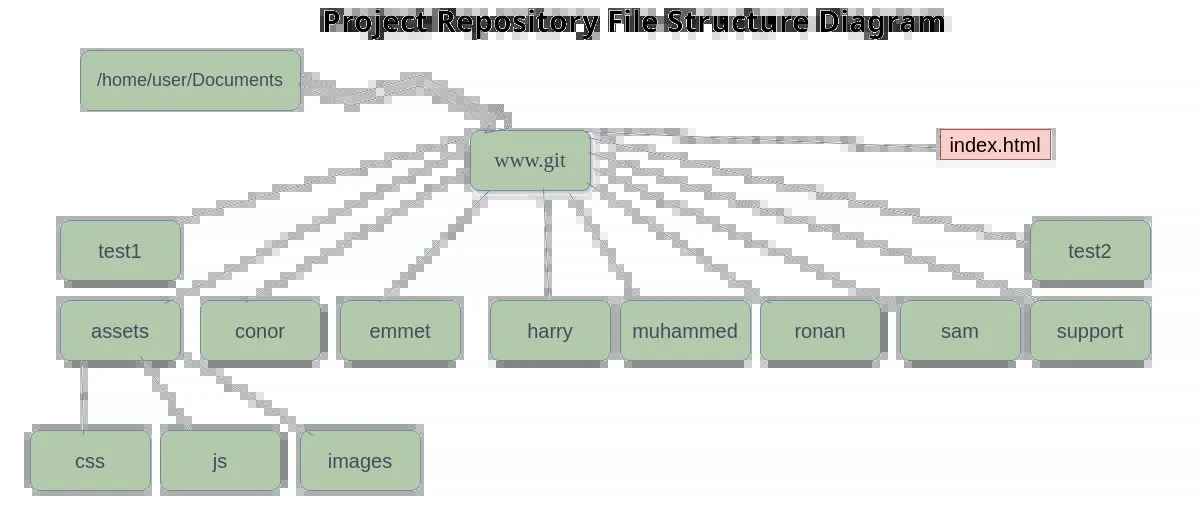 Project Repository File Structure Diagram
/home/user/Documents
www.git
index.html
test1
test2
assets
conor
emmet
harry
muhammed
ronan
sam
support
css
js
images